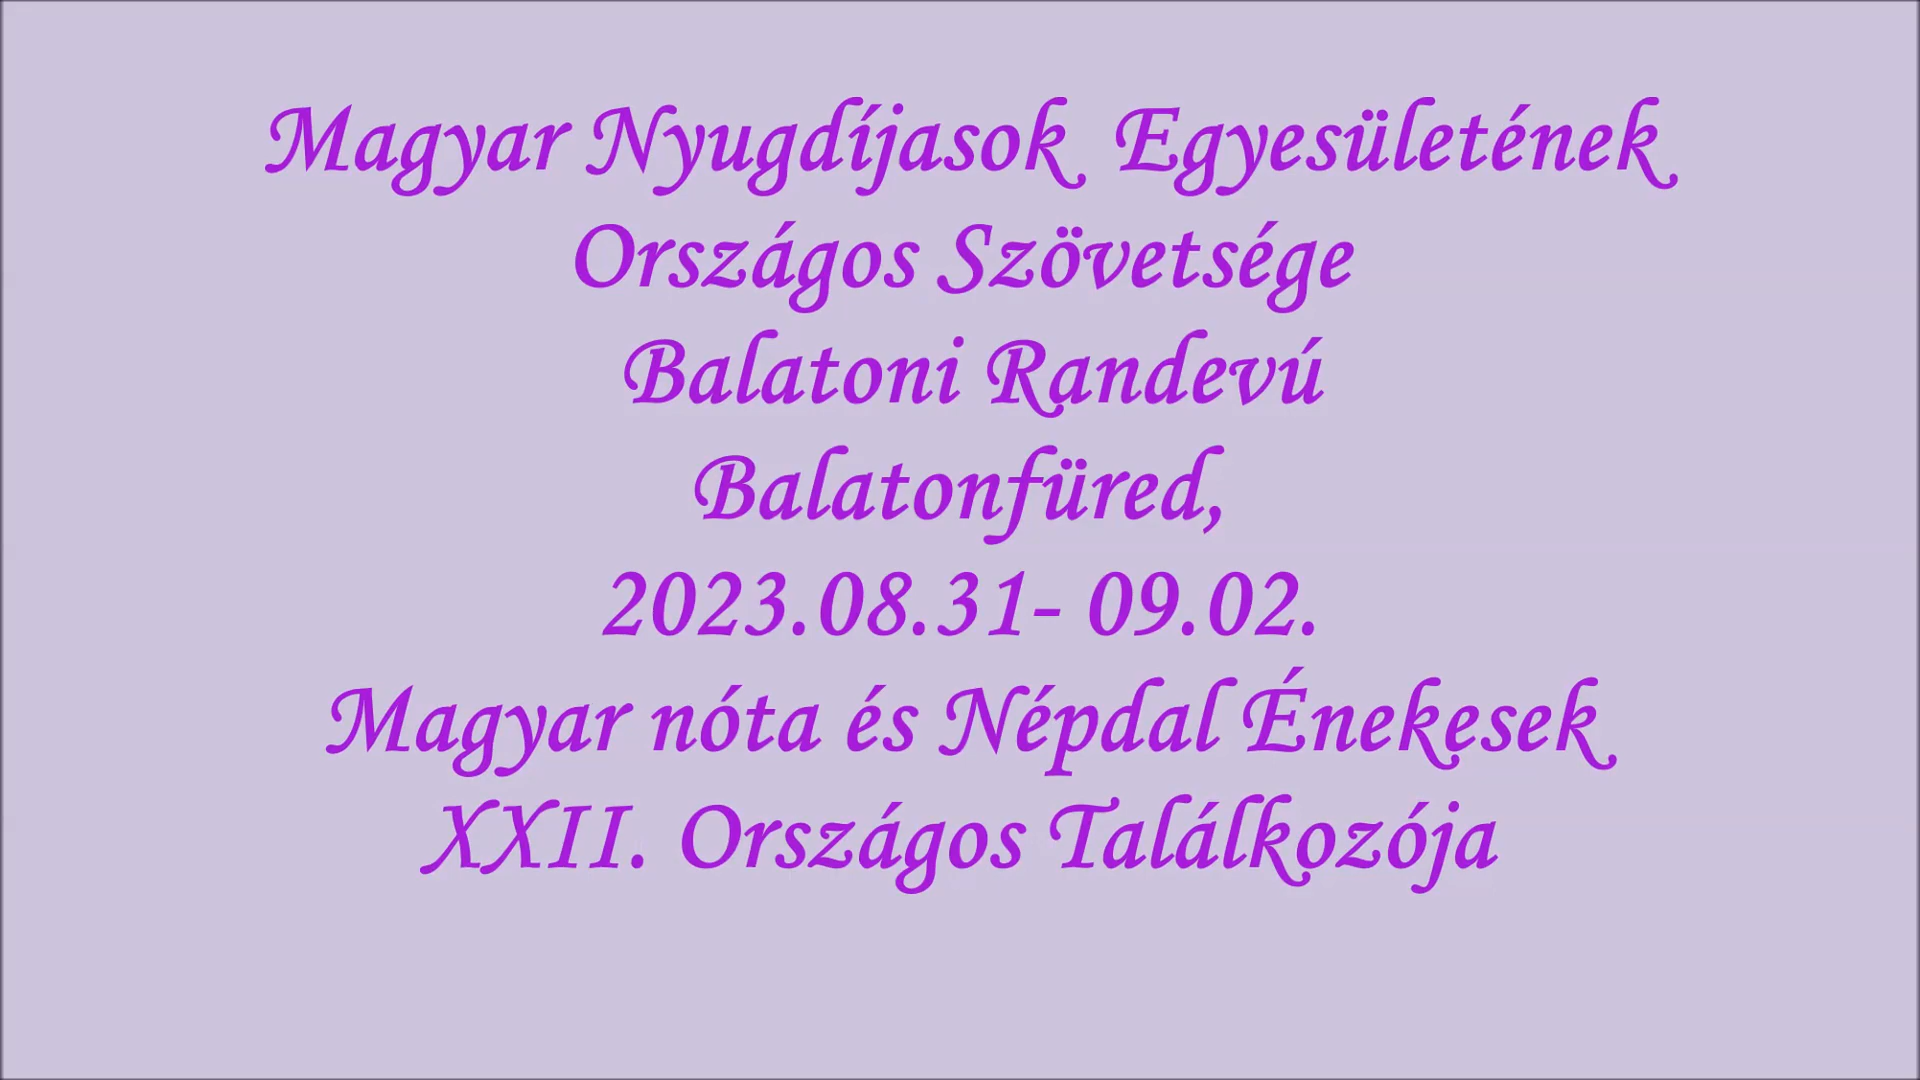 Magyar Nyugdíjasok Egyesületének
Országos Szövetsége
Balatoni Randevú
Balatonfüred,
2023.08.31- 09.02.
Magyar nóta és Népdal Énekesek
XXII. Országos Találkozója